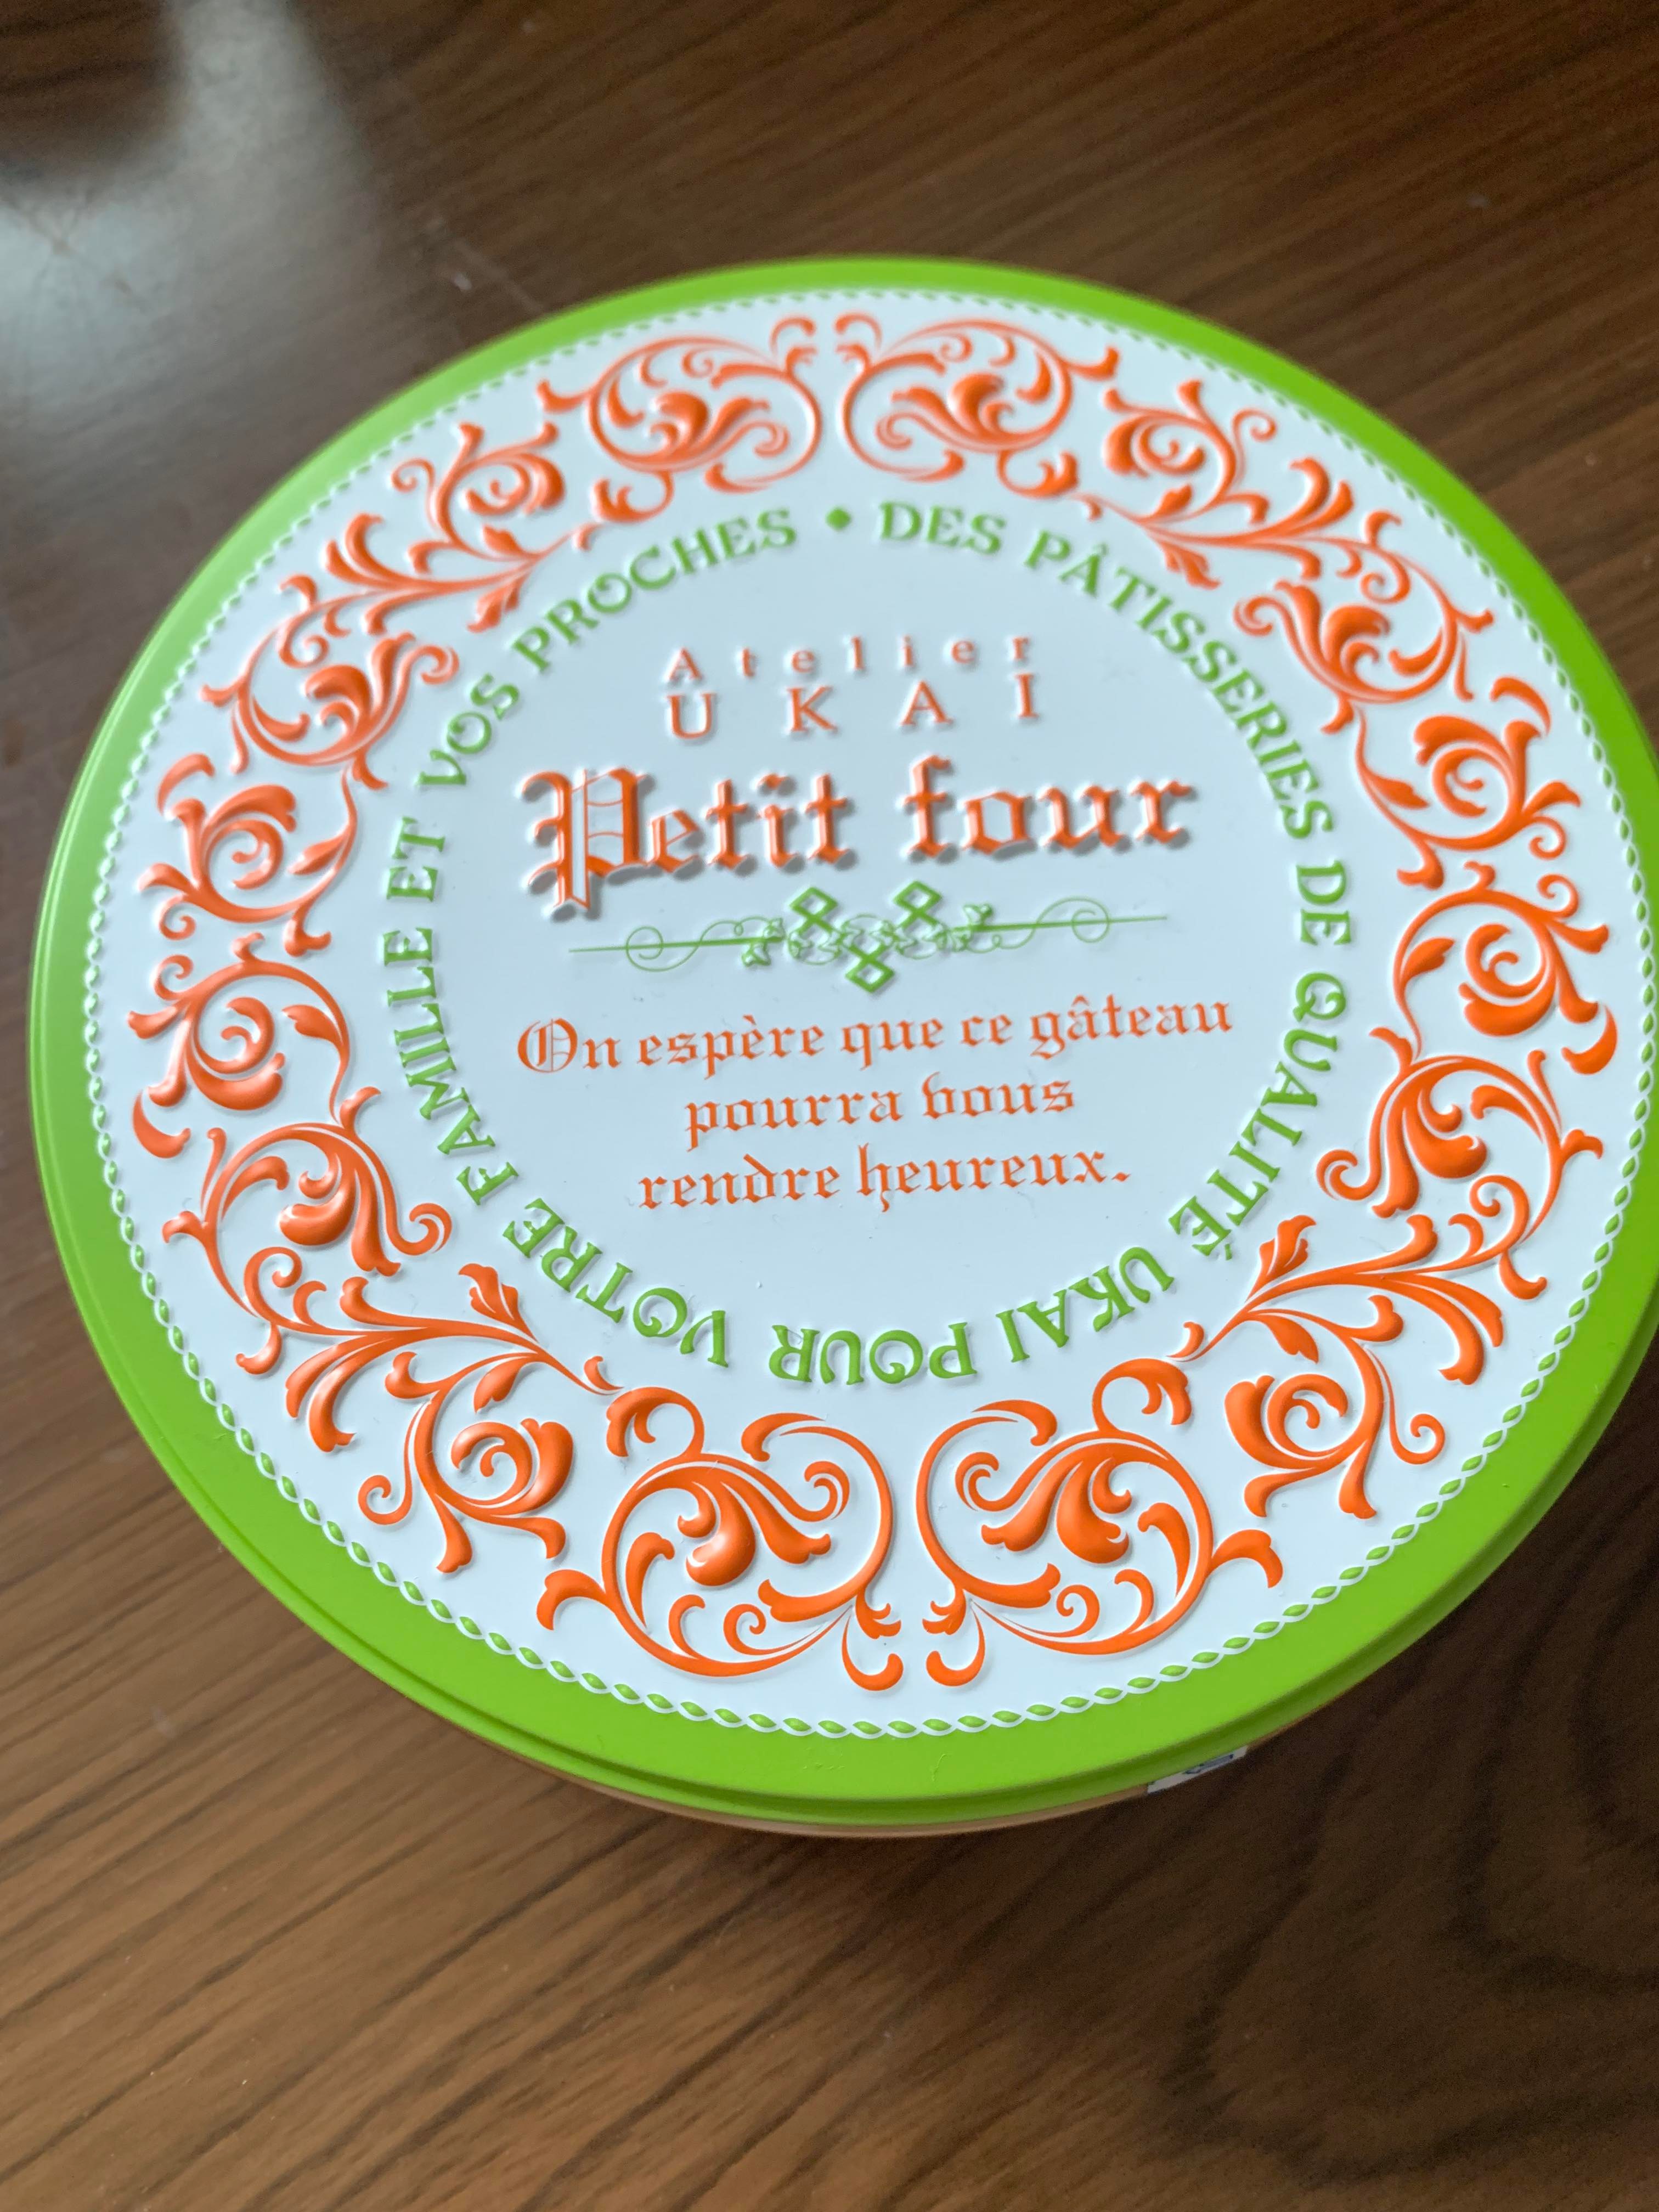 Atelier
UKAI
Petit four
On espère que ce gâteau
pourra vous
rendre heureux.
DES PÂTISSERIES DE QUALITÉ UKAI POUR VOTRE FAMILLE ET VOS PROCHES